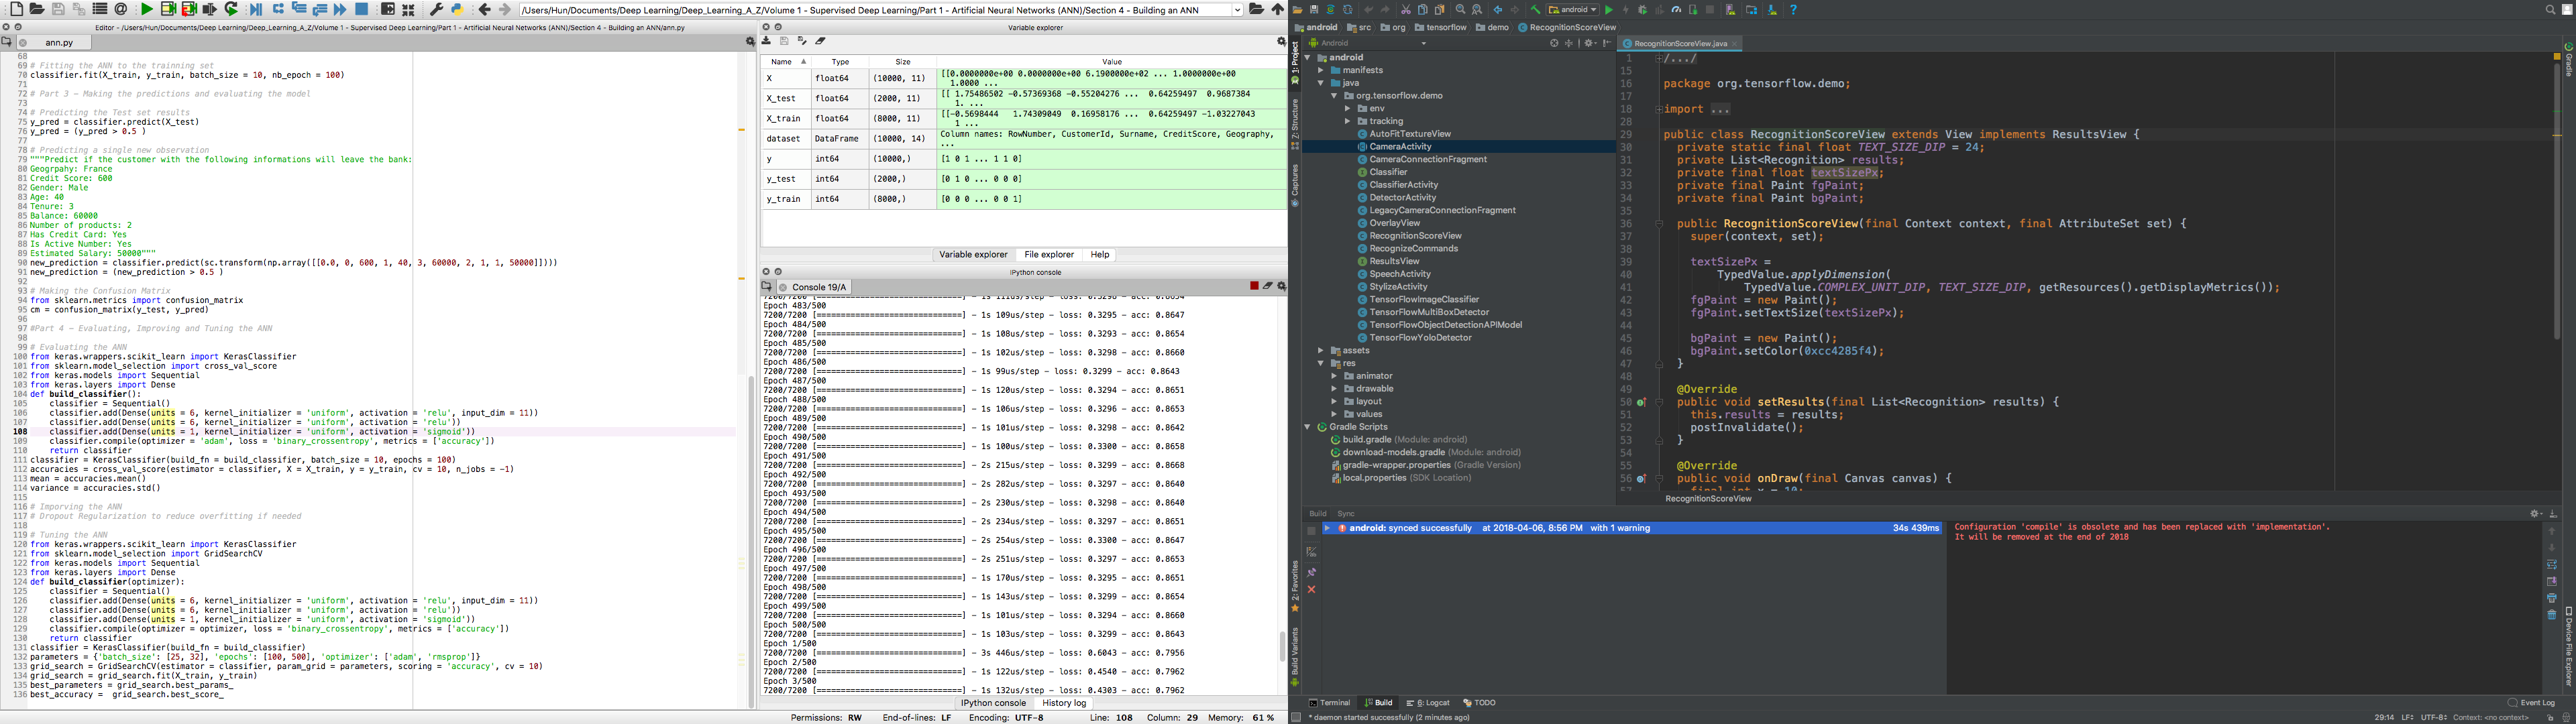 /Users/Hun/Documents/Deep Learning/Deep_Learning_A_Z/Volume 1 - Supervised Deep Learning/Part 1 - Artificial Neural Networks (ANN)/Section 4 - Building an ANN
Editor - /Users/Hun/Documents/Deep Learning/Deep_Learning_A_Z/Volume 1 - Supervised Deep Learning/Part 1 - Artificial Neural Networks (ANN)/Section 4 - Building an ANN/ann.py
ann.py
68
69 # Fitting the ANN to the trainning set
70 classifier.fit(X_train, y_train, batch_size = 10, nb_epoch = 100)
71
72 # Part 3 - Making the predictions and evaluating the model
73
74 # Predicting the Test set results
75 y_pred = classifier.predict(X_test)
76 y_pred = (y_pred > 0.5 )
77
78 # Predicting a single new observation
79 """Predict if the customer with the following informations will leave the bank:
80 Geogrpahy: France
81 Credit Score: 600
82 Gender: Male
83 Age: 40
84 Tenure: 3
85 Balance: 60000
86 Number of products: 2
87 Has Credit Card: Yes
88 Is Active Number: Yes
89 Estimated Salary: 50000"""
90 new_prediction = classifier.predict(sc.transform(np.array([[0.0, 0, 600, 1, 40, 3, 60000, 2, 1, 1, 50000]])))
91 new_prediction = (new_prediction > 0.5 )
92
93 # Making the Confusion Matrix
94 from sklearn.metrics import confusion_matrix
95 cm = confusion_matrix(y_test, y_pred)
96
97 #Part 4 - Evaluating, Improving and Tuning the ANN
98
99 # Evaluating the ANN
100 from keras.wrappers.scikit_learn import KerasClassifier
101 from sklearn.model_selection import cross_val_score
102 from keras.models import Sequential
103 from keras.layers import Dense
104 def build_classifier():
105 classifier = Sequential()
106 classifier.add(Dense(units = 6, kernel_initializer = 'uniform', activation = 'relu', input_dim = 11))
107 classifier.add(Dense(units = 6, kernel_initializer = 'uniform', activation = 'relu'))
108 classifier.add(Dense(units = 1, kernel_initializer = 'uniform', activation = 'sigmoid'))
109 classifier.compile(optimizer = 'adam', loss = 'binary_crossentropy', metrics = ['accuracy'])
110 return classifier
111 classifier = KerasClassifier(build_fn = build_classifier, batch_size = 10, epochs = 100)
112 accuracies = cross_val_score(estimator = classifier, X = X_train, y = y_train, cv = 10, n_jobs = -1)
113 mean = accuracies.mean()
114 variance = accuracies.std()
115
116 # Imporving the ANN
117 # Dropout Regularization to reduce overfitting if needed
118
119 # Tuning the ANN
120 from keras.wrappers.scikit_learn import KerasClassifier
121 from sklearn.model_selection import GridSearchCV
122 from keras.models import Sequential
123 from keras.layers import Dense
124 def build_classifier(optimizer):
125 classifier = Sequential()
126 classifier.add(Dense(units = 6, kernel_initializer = 'uniform', activation = 'relu', input_dim = 11))
127 classifier.add(Dense(units = 6, kernel_initializer = 'uniform', activation = 'relu'))
128 classifier.add(Dense(units = 1, kernel_initializer = 'uniform', activation = 'sigmoid'))
129 classifier.compile(optimizer = optimizer, loss = 'binary_crossentropy', metrics = ['accuracy'])
130 return classifier
131 classifier = KerasClassifier(build_fn = build_classifier)
132 parameters = {'batch_size': [25, 32], 'epochs': [100, 500], 'optimizer': ['adam', 'rmsprop']}
133 grid_search = GridSearchCV(estimator = classifier, param_grid = parameters, scoring = 'accuracy', cv = 10)
134 grid_search = grid_search.fit(X_train, y_train)
135 best_parameters = grid_search.best_params_
136 best_accuracy = grid_search.best_score_
Variable explorer
Name Type Size Value
X float64 (10000, 11) [[0.0000000e+00 0.0000000e+00 6.1900000e+02 ... 1.0000000e+00
1.0000 ...
X_test float64 (2000, 11) [[ 1.75486502 -0.57369368 -0.55204276 ... 0.64259497 0.9687384
1. ...
X_train float64 (8000, 11) [[-0.5698444 1.74309049 0.16958176 ... 0.64259497 -1.03227043
1 ...
dataset DataFrame (10000, 14) Column names: RowNumber, CustomerId, Surname, CreditScore, Geography,
...
y int64 (10000,) [1 0 1 ... 1 1 0]
y_test int64 (2000,) [0 1 0 ... 0 0 0]
y_train int64 (8000,) [0 0 0 ... 0 0 1]
Variable explorer File explorer Help
IPython console
Console 19/A
7200/7200 [==============================] - 1s 111us/step - loss: 0.3296 - acc: 0.8654
Epoch 483/500
7200/7200 [==============================] - 1s 109us/step - loss: 0.3295 - acc: 0.8647
Epoch 484/500
7200/7200 [==============================] - 1s 108us/step - loss: 0.3293 - acc: 0.8654
Epoch 485/500
7200/7200 [==============================] - 1s 102us/step - loss: 0.3298 - acc: 0.8660
Epoch 486/500
7200/7200 [==============================] - 1s 99us/step - loss: 0.3299 - acc: 0.8643
Epoch 487/500
7200/7200 [==============================] - 1s 120us/step - loss: 0.3294 - acc: 0.8651
Epoch 488/500
7200/7200 [==============================] - 1s 106us/step - loss: 0.3296 - acc: 0.8653
Epoch 489/500
7200/7200 [==============================] - 1s 101us/step - loss: 0.3298 - acc: 0.8642
Epoch 490/500
7200/7200 [==============================] - 1s 100us/step - loss: 0.3300 - acc: 0.8658
Epoch 491/500
7200/7200 [==============================] - 2s 215us/step - loss: 0.3299 - acc: 0.8668
Epoch 492/500
7200/7200 [==============================] - 2s 282us/step - loss: 0.3297 - acc: 0.8640
Epoch 493/500
7200/7200 [==============================] - 2s 230us/step - loss: 0.3298 - acc: 0.8640
Epoch 494/500
7200/7200 [==============================] - 2s 234us/step - loss: 0.3297 - acc: 0.8651
Epoch 495/500
7200/7200 [==============================] - 2s 254us/step - loss: 0.3300 - acc: 0.8647
Epoch 496/500
7200/7200 [==============================] - 2s 251us/step - loss: 0.3297 - acc: 0.8653
Epoch 497/500
7200/7200 [==============================] - 1s 170us/step - loss: 0.3295 - acc: 0.8651
Epoch 498/500
7200/7200 [==============================] - 1s 143us/step - loss: 0.3299 - acc: 0.8654
Epoch 499/500
7200/7200 [==============================] - 1s 101us/step - loss: 0.3294 - acc: 0.8660
Epoch 500/500
7200/7200 [==============================] - 1s 103us/step - loss: 0.3299 - acc: 0.8643
Epoch 1/500
7200/7200 [==============================] - 3s 446us/step - loss: 0.6043 - acc: 0.7956
Epoch 2/500
7200/7200 [==============================] - 1s 122us/step - loss: 0.4540 - acc: 0.7962
Epoch 3/500
7200/7200 [==============================] - 1s 132us/step - loss: 0.4303 - acc: 0.7962
IPython console History log
Permissions: RW End-of-lines: LF Encoding: UTF-8 Line: 108 Column: 29 Memory: 61 %
android
android src org tensorflow demo RecognitionScoreView
Android
1: Project
Z: Structure
Captures
2: Favorites
Build Variants
android
manifests
java
org.tensorflow.demo
env
tracking
AutoFitTextureView
CameraActivity
CameraConnectionFragment
Classifier
ClassifierActivity
DetectorActivity
LegacyCameraConnectionFragment
OverlayView
RecognitionScoreView
RecognizeCommands
ResultsView
SpeechActivity
StylizeActivity
TensorFlowImageClassifier
TensorFlowMultiBoxDetector
TensorFlowObjectDetectionAPIModel
TensorFlowYoloDetector
assets
res
animator
drawable
layout
values
Gradle Scripts
build.gradle (Module: android)
download-models.gradle (Module: android)
gradle-wrapper.properties (Gradle Version)
local.properties (SDK Location)
RecognitionScoreView.java
1 /.../
15
16 package org.tensorflow.demo;
17
18 import ...
28
29 public class RecognitionScoreView extends View implements ResultsView {
30 private static final float TEXT_SIZE_DIP = 24;
31 private List<Recognition> results;
32 private final float textSizePx;
33 private final Paint fgPaint;
34 private final Paint bgPaint;
35
36 public RecognitionScoreView(final Context context, final AttributeSet set) {
37 super(context, set);
38
39 textSizePx =
40 TypedValue.applyDimension(
41 TypedValue.COMPLEX_UNIT_DIP, TEXT_SIZE_DIP, getResources().getDisplayMetrics());
42 fgPaint = new Paint();
43 fgPaint.setTextSize(textSizePx);
44
45 bgPaint = new Paint();
46 bgPaint.setColor(0xcc4285f4);
47 }
48
49 @Override
50 public void setResults(final List<Recognition> results) {
51 this.results = results;
52 postInvalidate();
53 }
54
55 @Override
56 public void onDraw(final Canvas canvas) {
57 final int x = 10;
RecognitionScoreView
Gradle
Device File Explorer
Build Sync
android: synced successfully at 2018-04-06, 8:56 PM with 1 warning 34s 439ms
Configuration 'compile' is obsolete and has been replaced with 'implementation'.
It will be removed at the end of 2018
Terminal Build 6: Logcat TODO Event Log
* daemon started successfully (2 minutes ago) 29:14 LF UTF-8 Context: <no context>